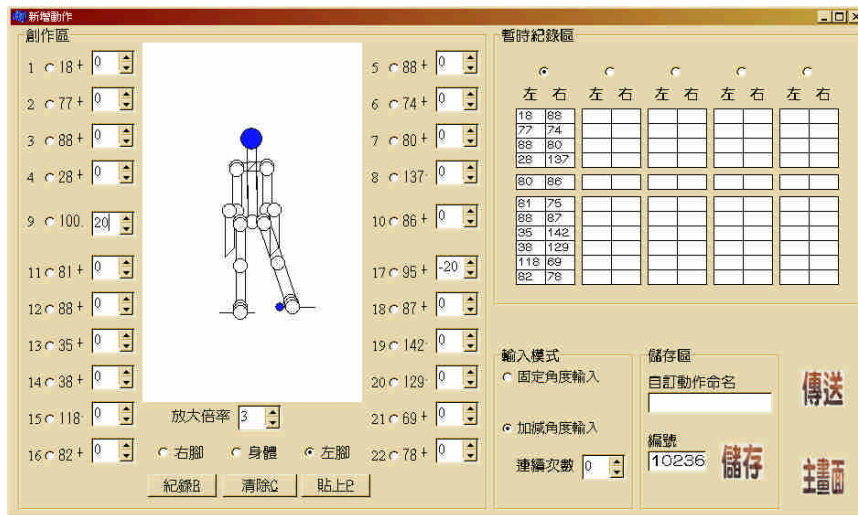 新增動作
創作區
1 18 + 0
2 77 + 0
3 88 + 0
4 28 + 0
9 100. 20
11 81 + 0
12 88 + 0
13 35 + 0
14 38 + 0
15 118 0
16 82 + 0
5 88 + 0
6 74 + 0
7 80 + 0
8 137 0
10 86 + 0
17 95 + -20
18 87 + 0
19 142 0
20 129 0
21 69 + 0
22 78 + 0
放大倍率 3
右腳 身體 左腳
紀錄B 清除C 貼上P
暫時紀錄區
左 右 左 右 左 右 左 右 左 右
18 88
77 74
88 80
28 137
80 86
81 75
88 87
35 142
38 129
118 69
82 78
輸入模式
固定角度輸入
加減角度輸入
連續次數 0
儲存區
自訂動作命名
編號
10236
儲存
傳送
主畫面